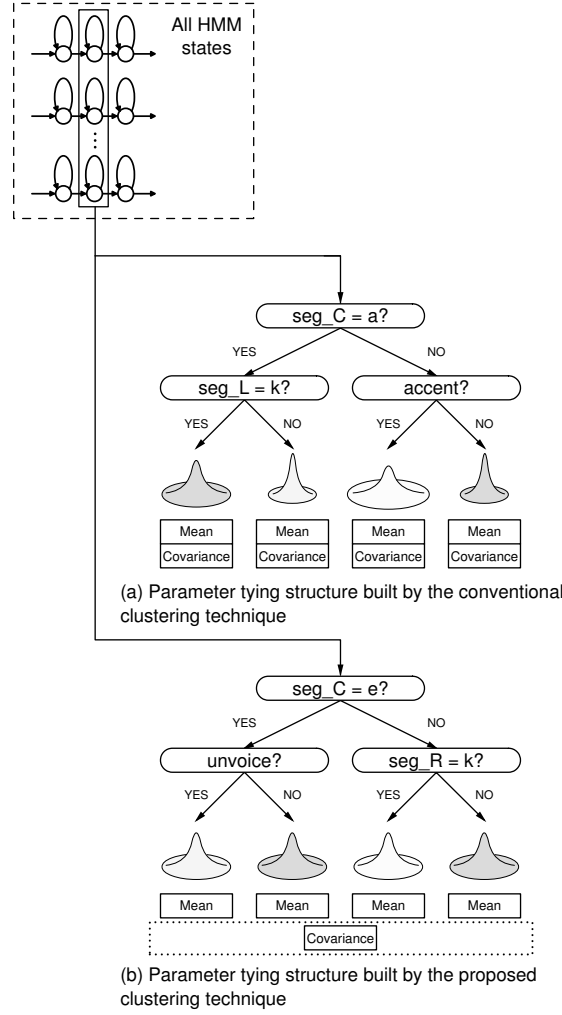 All HMM
states
seg_C = a?
YES
NO
seg_L = k?
accent?
YES
NO
YES
NO
Mean
Mean
Mean
Mean
Covariance
Covariance
Covariance
Covariance
(a) Parameter tying structure built by the conventional
clustering technique
seg_C = e?
YES
NO
unvoice?
seg_R = k?
YES
NO
YES
NO
Mean
Mean
Mean
Mean
Covariance
(b) Parameter tying structure built by the proposed
clustering technique